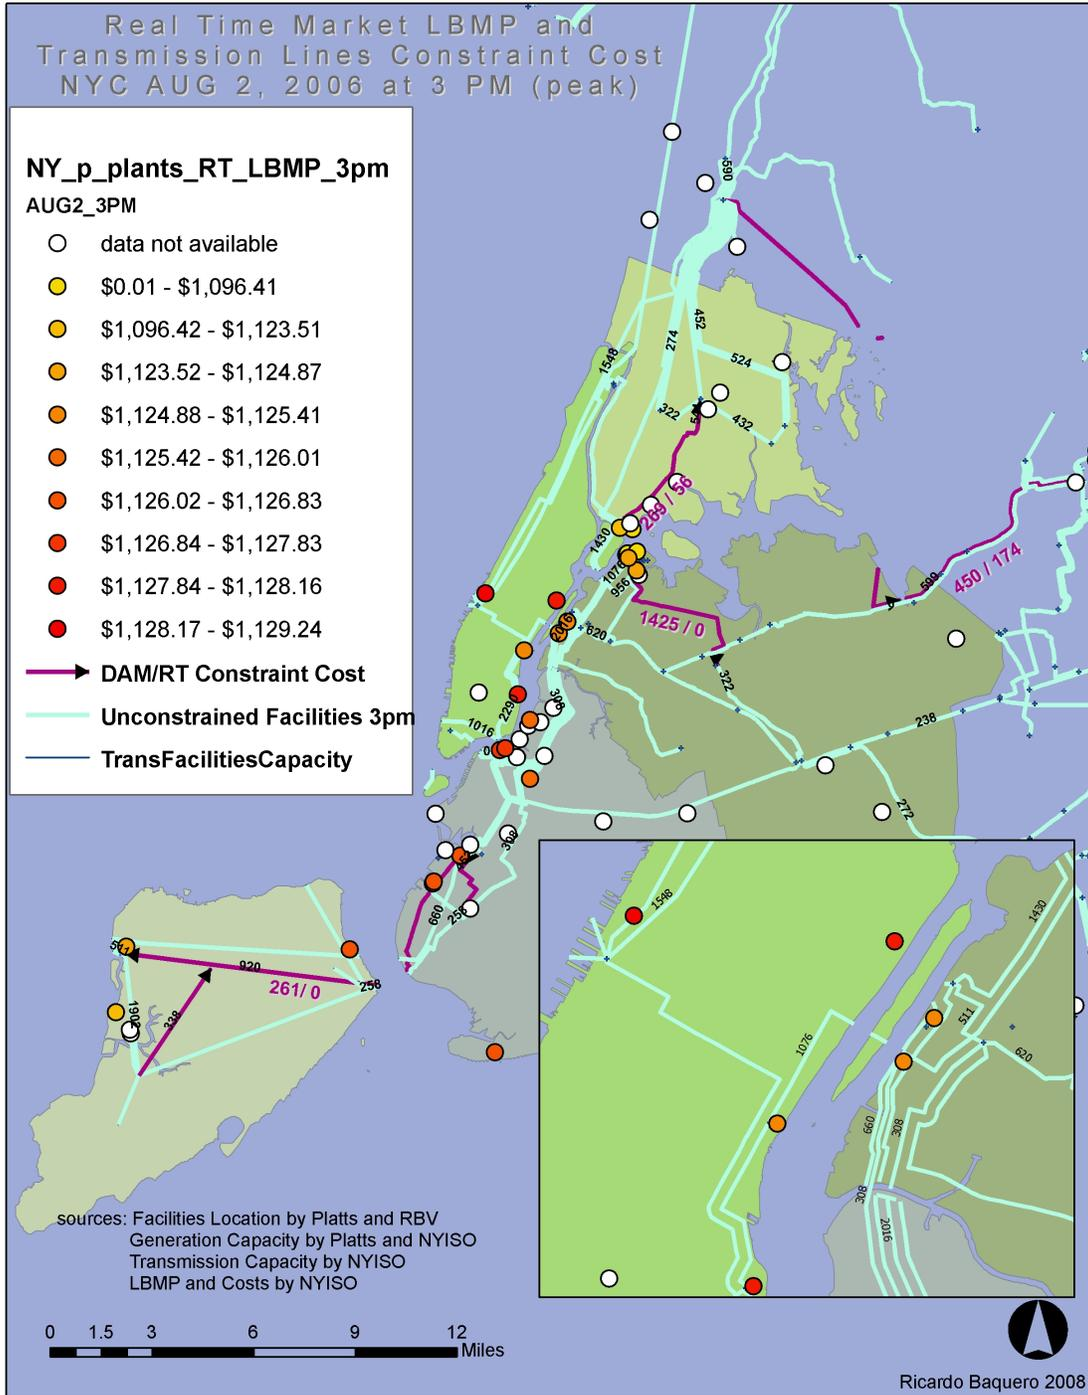 Real Time Market LBMP and
Transmission Lines Constraint Cost
NYC AUG 2, 2006 at 3 PM (peak)
NY_p_plants_RT_LBMP_3pm
AUG2_3PM
data not available
$0.01 - $1,096.41
$1,096.42 - $1,123.51
$1,123.52 - $1,124.87
$1,124.88 - $1,125.41
$1,125.42 - $1,126.01
$1,126.02 - $1,126.83
$1,126.84 - $1,127.83
$1,127.84 - $1,128.16
$1,128.17 - $1,129.24
DAM/RT Constraint Cost
Unconstrained Facilities 3pm
TransFacilitiesCapacity
590
452
274
1548
524
322
432
269 / 56
1430
1076
956
450 / 174
599
1425 / 0
2016
620
322
308
2290
1016
0
238
272
308
660
258
511
920
261/ 0
258
1902
338
1548
1430
511
1076
620
660
308
308
2016
sources: Facilities Location by Platts and RBV
Generation Capacity by Platts and NYISO
Transmission Capacity by NYISO
LBMP and Costs by NYISO
0 1.5 3 6 9 12
Miles
Ricardo Baquero 2008